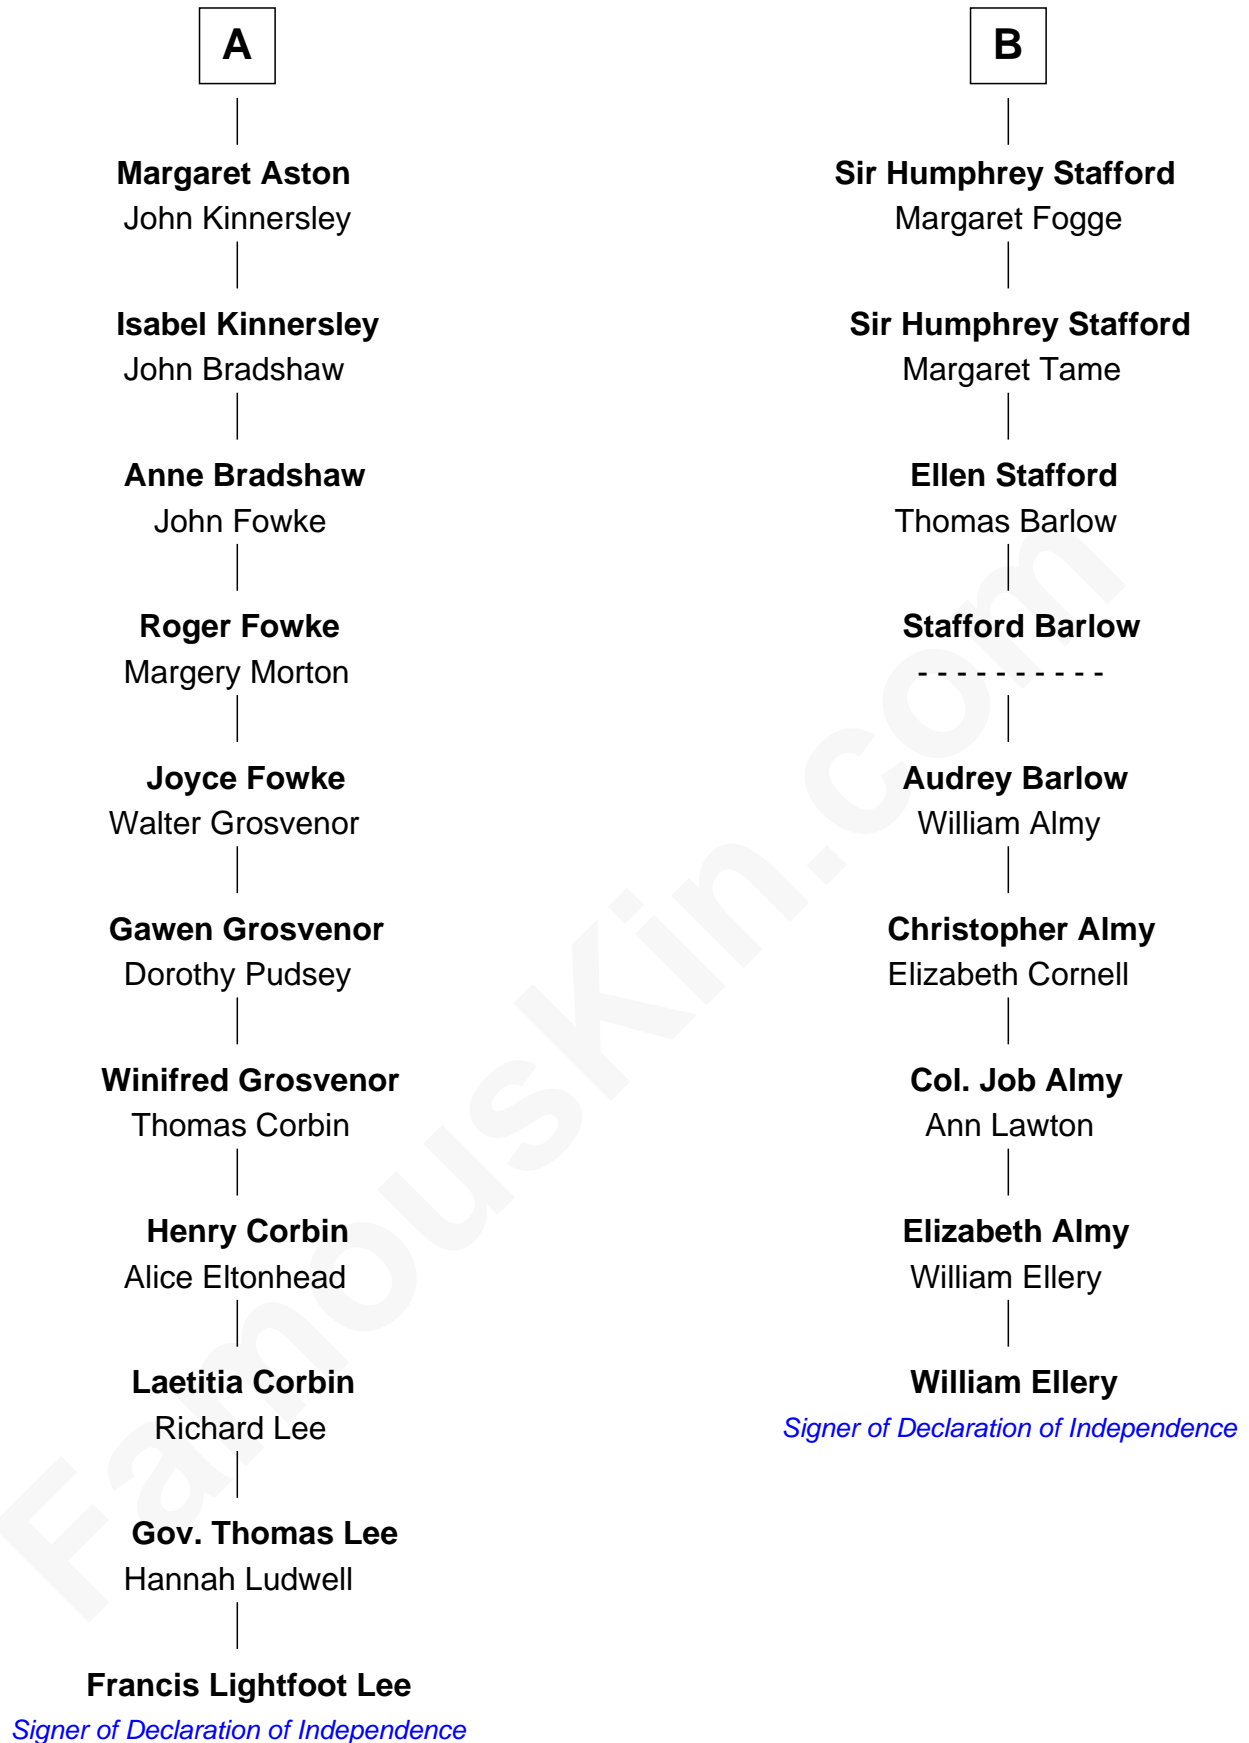 A
Margaret Aston
John Kinnersley
Isabel Kinnersley
John Bradshaw
Anne Bradshaw
John Fowke
Roger Fowke
Margery Morton
Joyce Fowke
Walter Grosvenor
Gawen Grosvenor
Dorothy Pudsey
Winifred Grosvenor
Thomas Corbin
Henry Corbin
Alice Eltonhead
Laetitia Corbin
Richard Lee
Gov. Thomas Lee
Hannah Ludwell
Francis Lightfoot Lee
Signer of Declaration of Independence
B
Sir Humphrey Stafford
Margaret Fogge
Sir Humphrey Stafford
Margaret Tame
Ellen Stafford
Thomas Barlow
Stafford Barlow
- - - - - - - - - -
Audrey Barlow
William Almy
Christopher Almy
Elizabeth Cornell
Col. Job Almy
Ann Lawton
Elizabeth Almy
William Ellery
William Ellery
Signer of Declaration of Independence
FamousKin.com